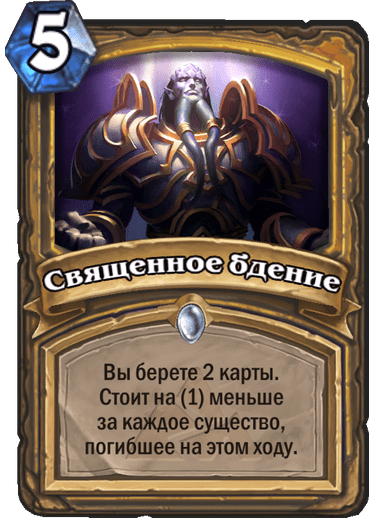 5
Священное бдение
Вы берете 2 карты.
Стоит на (1) меньше
за каждое существо,
погибшее на этом ходу.